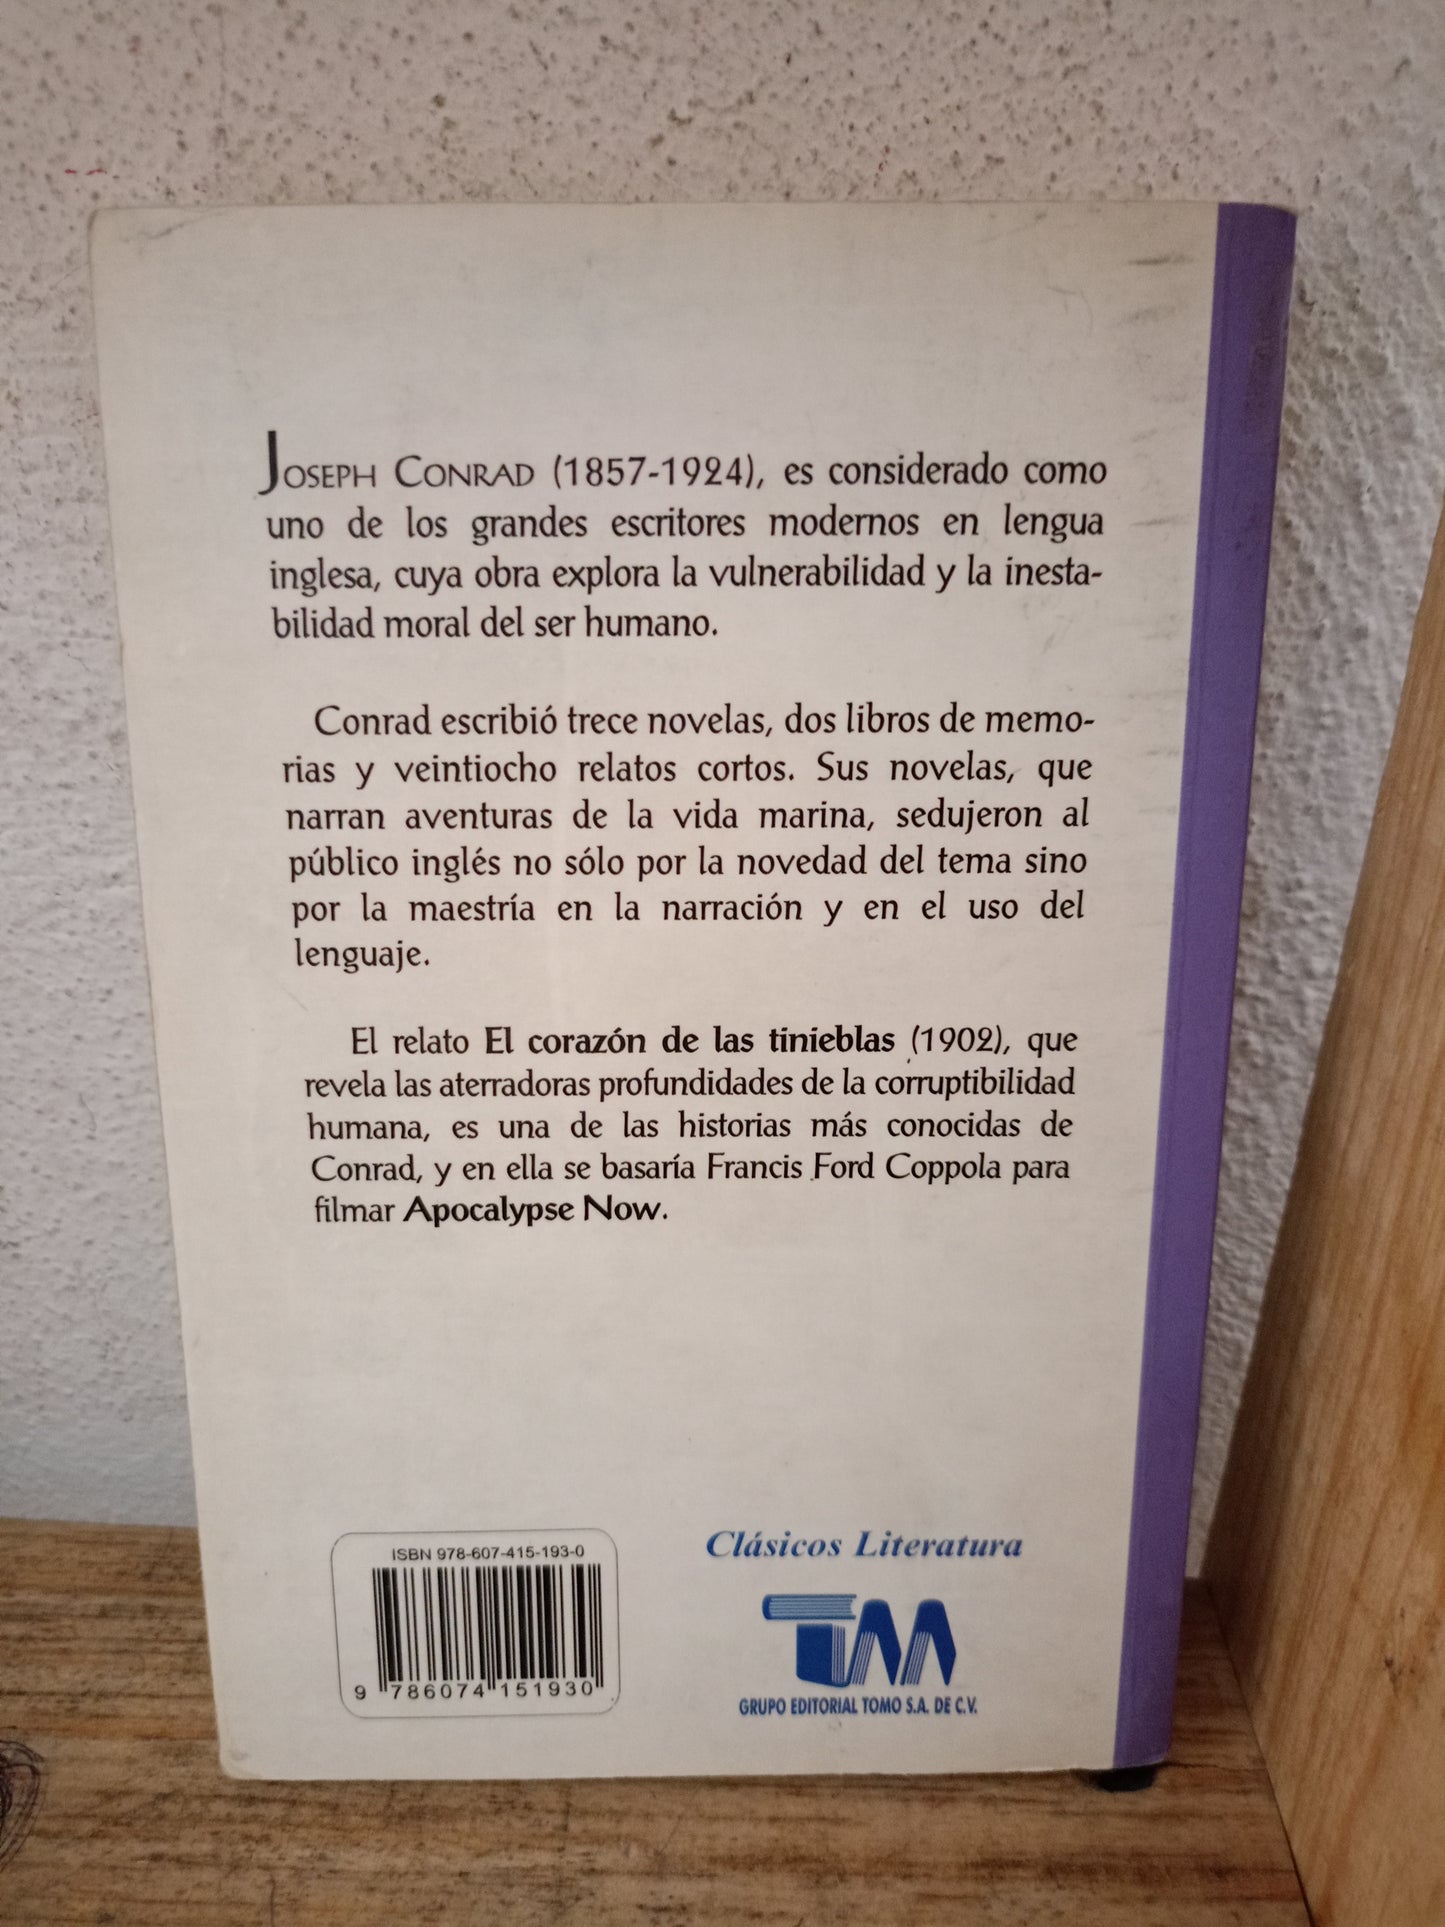 JOSEPH CONRAD (1857-1924), es considerado como
uno de los grandes escritores modernos en lengua
inglesa, cuya obra explora la vulnerabilidad y la inesta-
bilidad moral del ser humano.
Conrad escribió trece novelas, dos libros de memo-
rias y veintiocho relatos cortos. Sus novelas, que
narran aventuras de la vida marina, sedujeron al
público inglés no sólo por la novedad del tema sino
por la maestría en la narración y en el uso del
lenguaje.
El relato El corazón de las tinieblas (1902), que
revela las aterradoras profundidades de la corruptibilidad
humana, es una de las historias más conocidas de
Conrad, y en ella se basaría Francis Ford Coppola para
filmar Apocalypse Now.
ISBN 978-607-415-193-0
9 786074 151930
Clásicos Literatura
TM
GRUPO EDITORIAL TOMO S.A. DE C.V.